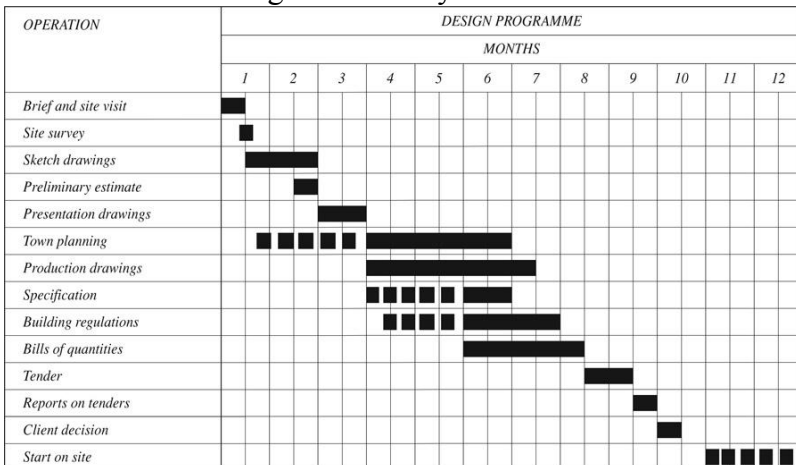 OPERATION
DESIGN PROGRAMME
MONTHS
1 2 3 4 5 6 7 8 9 10 11 12
Brief and site visit
Site survey
Sketch drawings
Preliminary estimate
Presentation drawings
Town planning
Production drawings
Specification
Building regulations
Bills of quantities
Tender
Reports on tenders
Client decision
Start on site